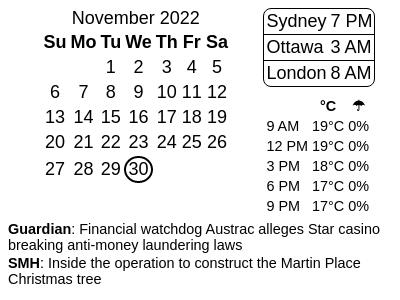 November 2022
Su Mo Tu We Th Fr Sa
1 2 3 4 5
6 7 8 9 10 11 12
13 14 15 16 17 18 19
20 21 22 23 24 25 26
27 28 29 30
Sydney 7 PM
Ottawa 3 AM
London 8 AM
°C ☂
9 AM 19°C 0%
12 PM 19°C 0%
3 PM 18°C 0%
6 PM 17°C 0%
9 PM 17°C 0%
Guardian: Financial watchdog Austrac alleges Star casino
breaking anti-money laundering laws
SMH: Inside the operation to construct the Martin Place
Christmas tree